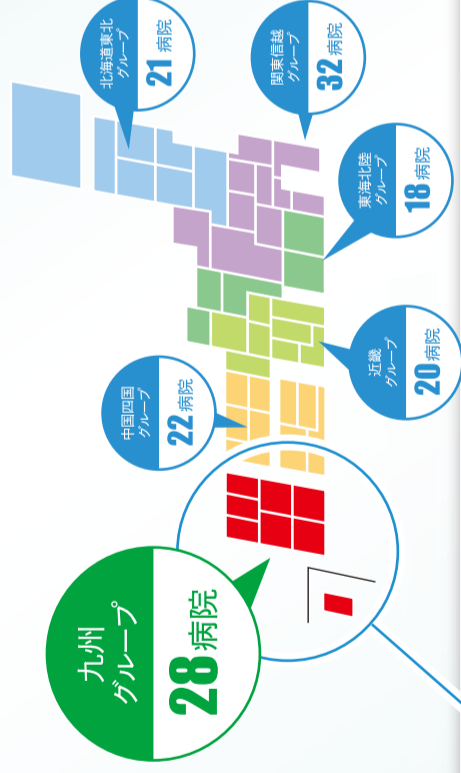 北海道東北
グループ
21病院
関東信越
グループ
32病院
東海北陸
グループ
18病院
近畿
グループ
20病院
中国四国
グループ
22病院
九州
グループ
28病院